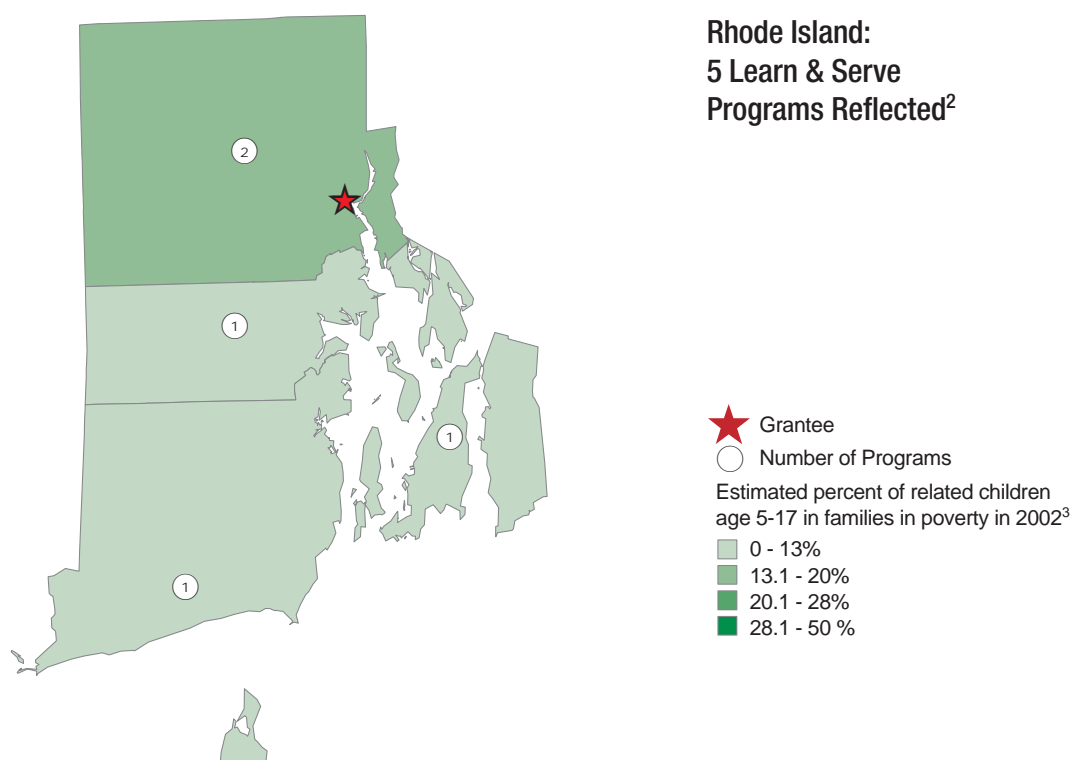 Rhode Island:
5 Learn & Serve
Programs Reflected2
2
1
1
1
Grantee
Number of Programs
Estimated percent of related children
age 5-17 in families in poverty in 20023
0 - 13%
13.1 - 20%
20.1 - 28%
28.1 - 50 %